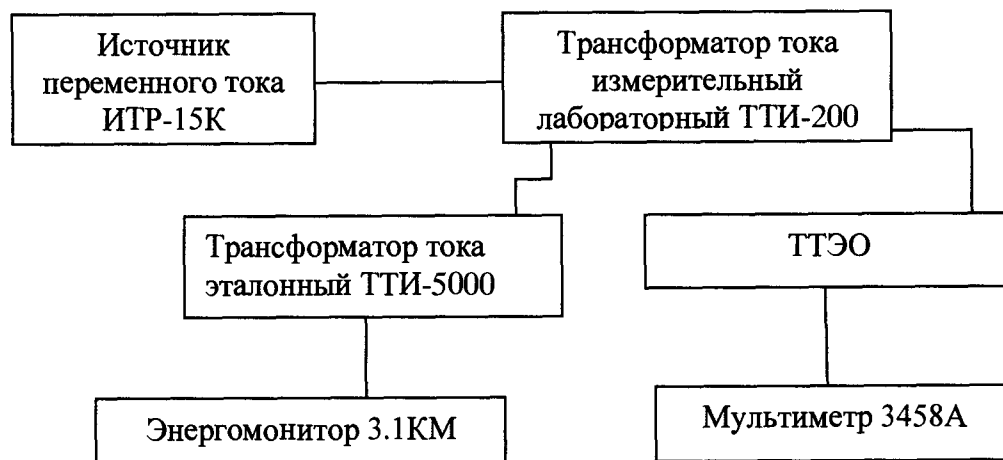 Источник
переменного тока
ИТР-15К
Трансформатор тока
измерительный
лабораторный ТТИ-200
Трансформатор тока
эталонный ТТИ-5000
ТТЭО
Энергомонитор 3.1КМ
Мультиметр 3458А